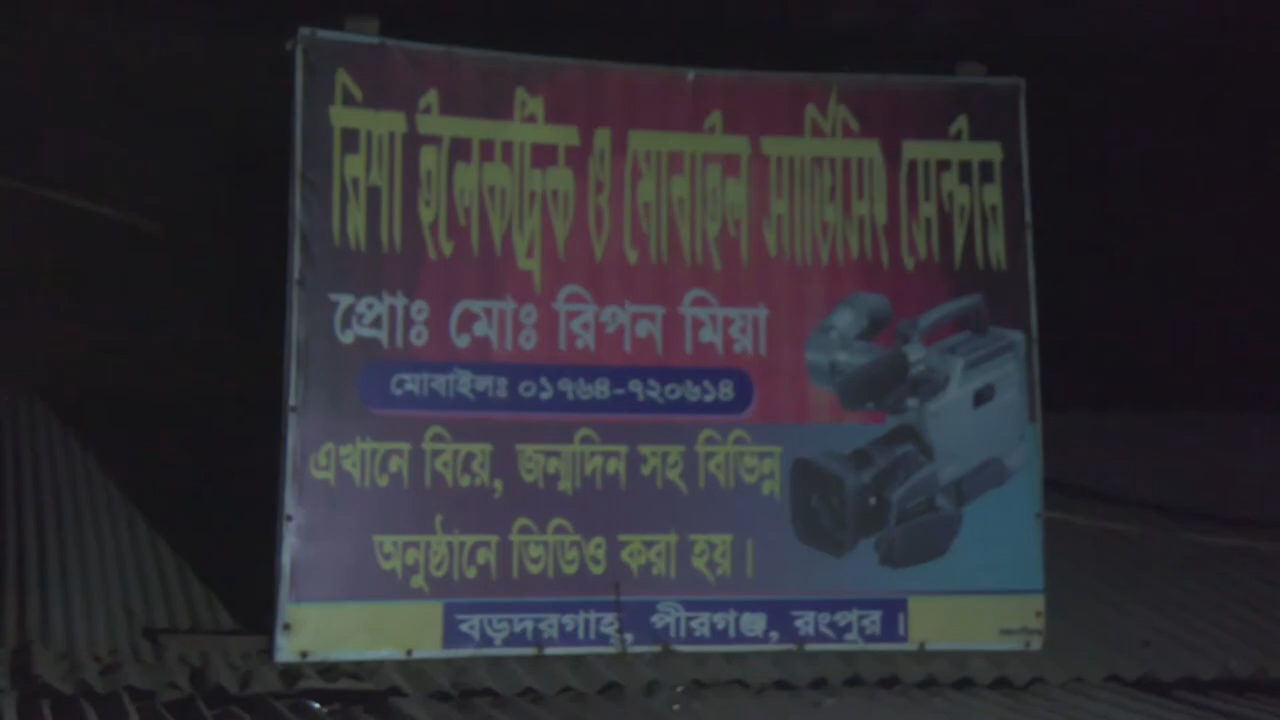 রিপা ইলেকট্রিক ও মোবাইল সার্ভিসিং সেন্টার
প্রোঃ মোঃ রিপন মিয়া
মোবাইলঃ ০১৭৬৪-৭২০৬১৪
এখানে বিয়ে, জন্মদিন সহ বিভিন্ন
অনুষ্ঠানে ভিডিও করা হয়।
বড়দরগাহ্, পীরগঞ্জ, রংপুর।